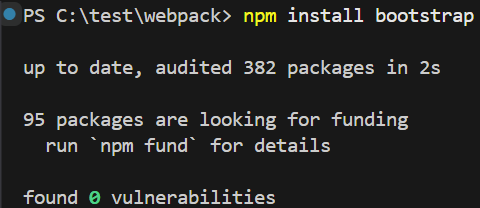 PS C:\test\webpack> npm install bootstrap
up to date, audited 382 packages in 2s
95 packages are looking for funding
run `npm fund` for details
found 0 vulnerabilities